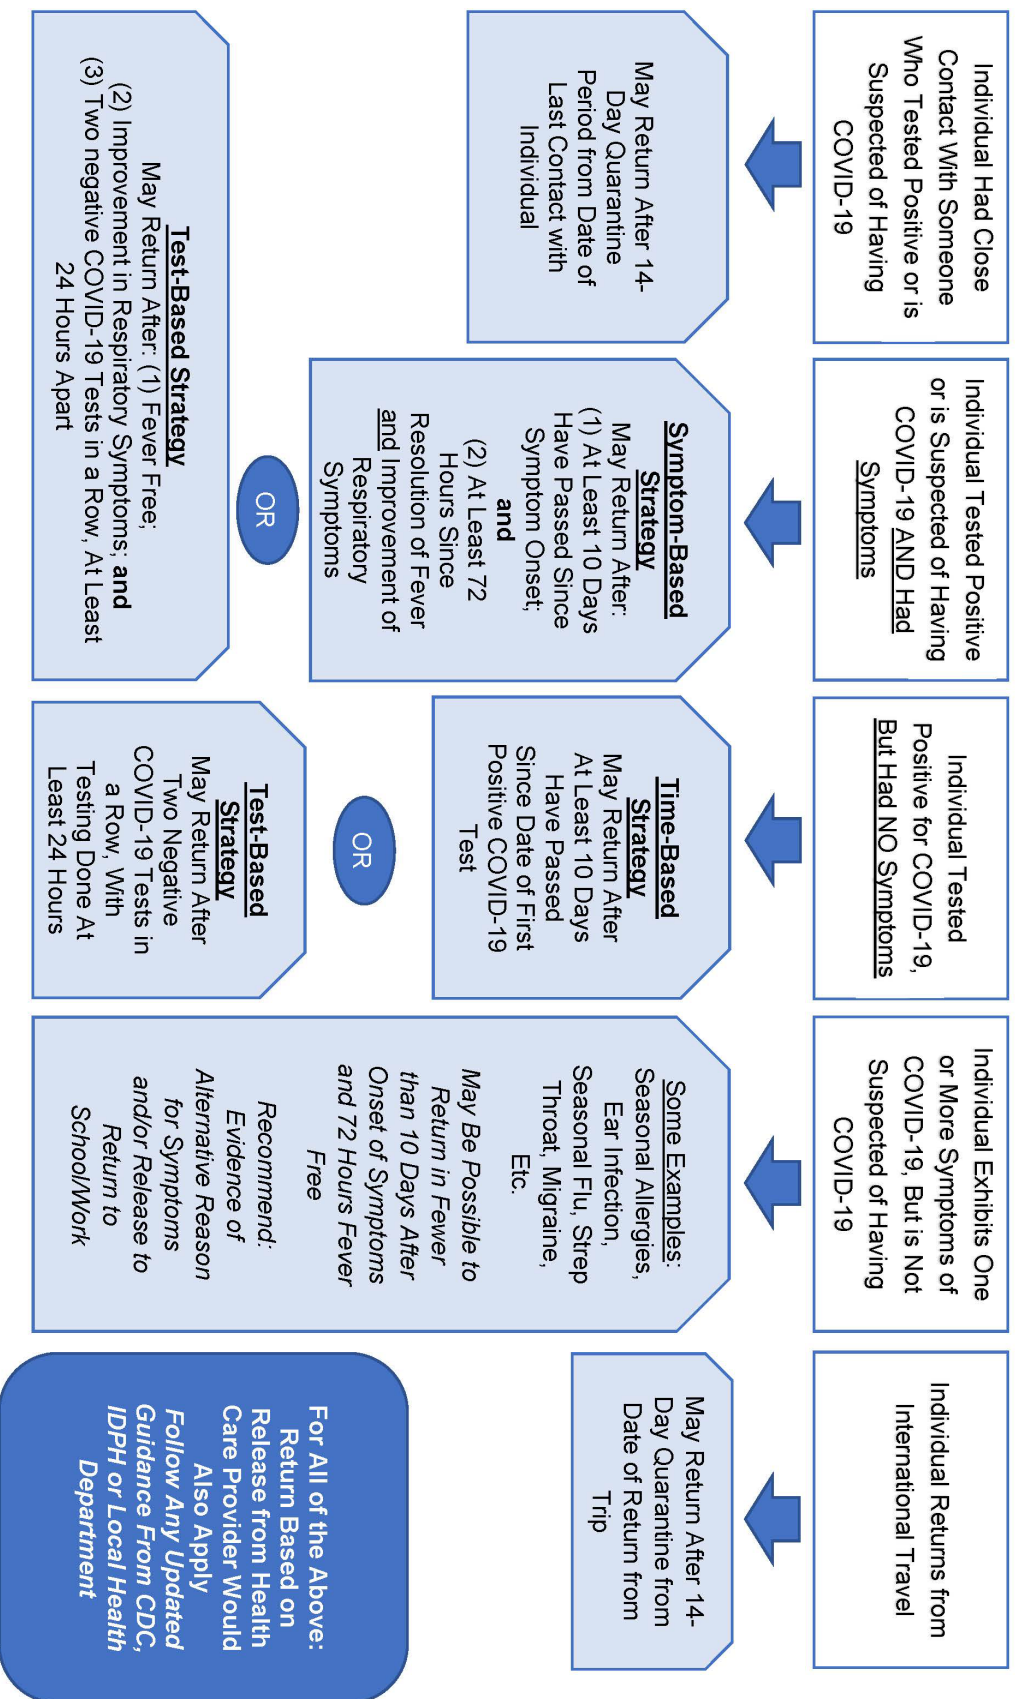 Individual Had Close
Contact With Someone
Who Tested Positive or is
Suspected of Having
COVID-19
May Return After 14-
Day Quarantine
Period from Date of
Last Contact with
Individual
Individual Tested Positive
or is Suspected of Having
COVID-19 AND Had
Symptoms
Symptom-Based
Strategy
May Return After:
(1) At Least 10 Days
Have Passed Since
Symptom Onset;
and
(2) At Least 72
Hours Since
Resolution of Fever
and Improvement of
Respiratory
Symptoms
OR
Test-Based Strategy
May Return After: (1) Fever Free;
(2) Improvement in Respiratory Symptoms; and
(3) Two negative COVID-19 Tests in a Row, At Least
24 Hours Apart
Individual Tested
Positive for COVID-19,
But Had NO Symptoms
Time-Based
Strategy
May Return After
At Least 10 Days
Have Passed
Since Date of First
Positive COVID-19
Test
OR
Test-Based
Strategy
May Return After
Two Negative
COVID-19 Tests in
a Row, With
Testing Done At
Least 24 Hours
Individual Exhibits One
or More Symptoms of
COVID-19, But is Not
Suspected of Having
COVID-19
Some Examples:
Seasonal Allergies,
Ear Infection,
Seasonal Flu, Strep
Throat, Migraine,
Etc.
May Be Possible to
Return in Fewer
than 10 Days After
Onset of Symptoms
and 72 Hours Fever
Free
Recommend:
Evidence of
Alternative Reason
for Symptoms
and/or Release to
Return to
School/Work
Individual Returns from
International Travel
May Return After 14-
Day Quarantine from
Date of Return from
Trip
For All of the Above:
Return Based on
Release from Health
Care Provider Would
Also Apply
Follow Any Updated
Guidance From CDC,
IDPH or Local Health
Department